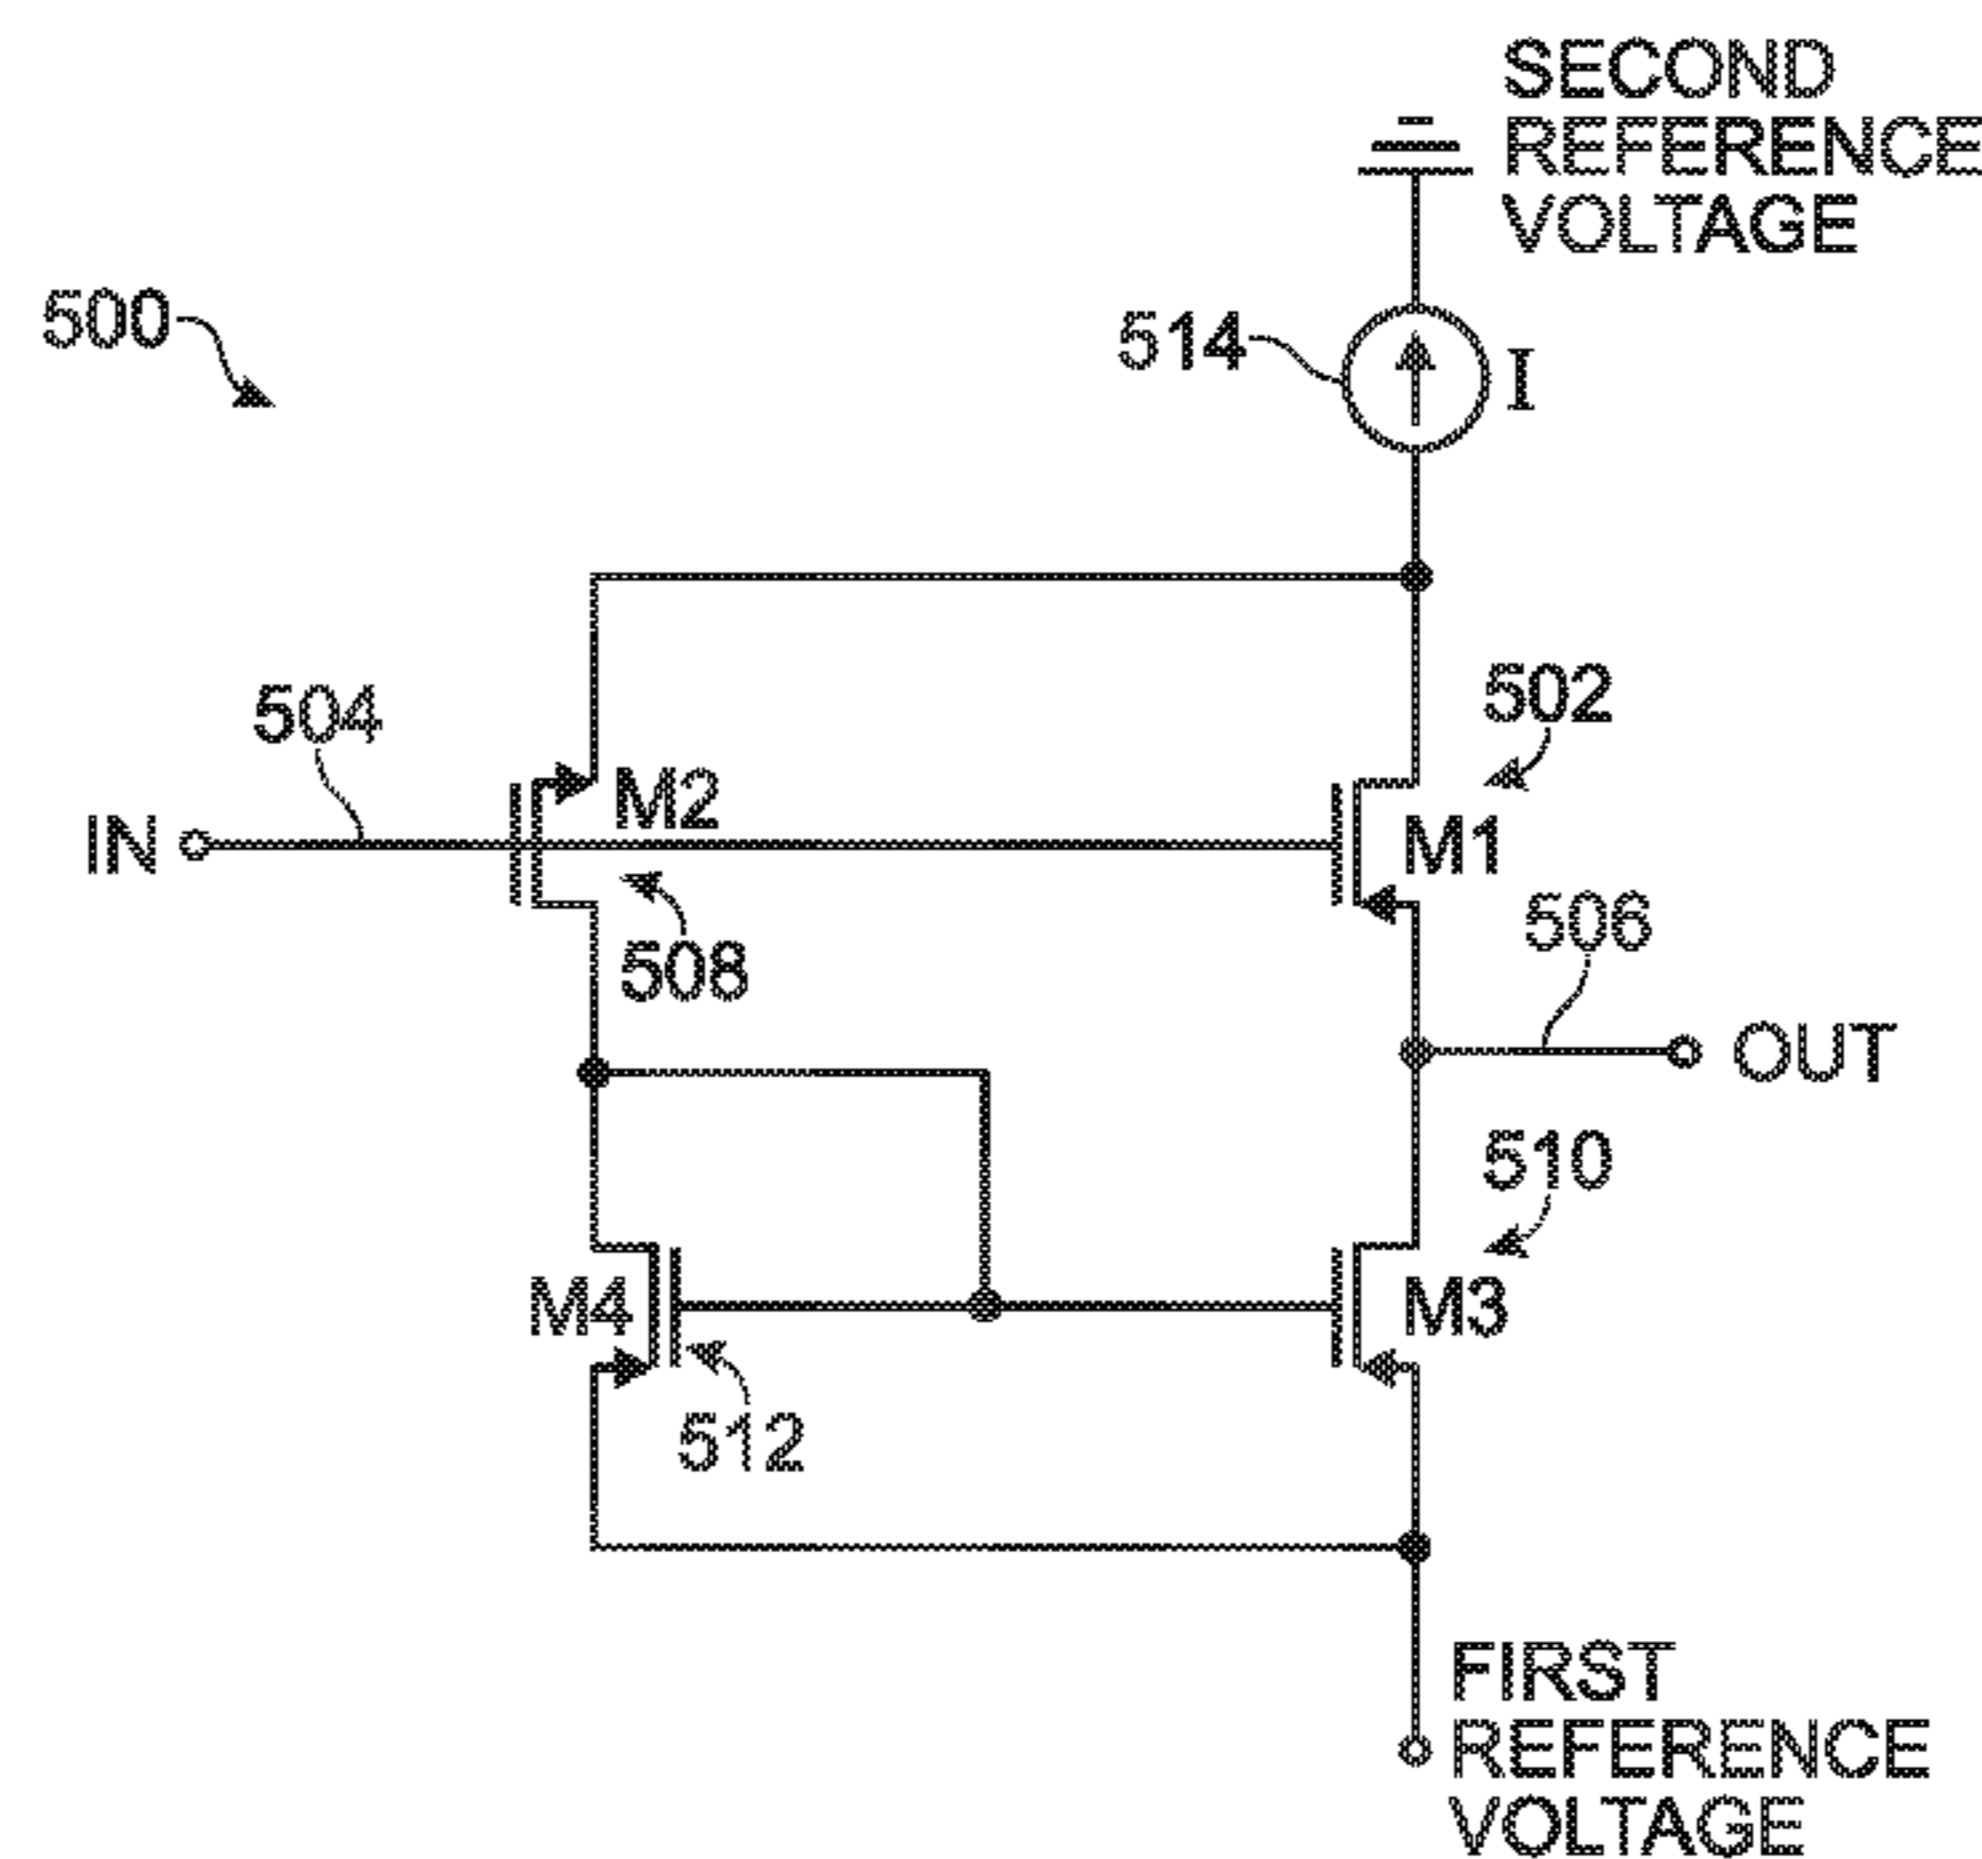 SECOND
REFERENCE
VOLTAGE
500
514
I
504
502
IN
M2
M1
508
506
OUT
510
M4
M3
512
FIRST
REFERENCE
VOLTAGE